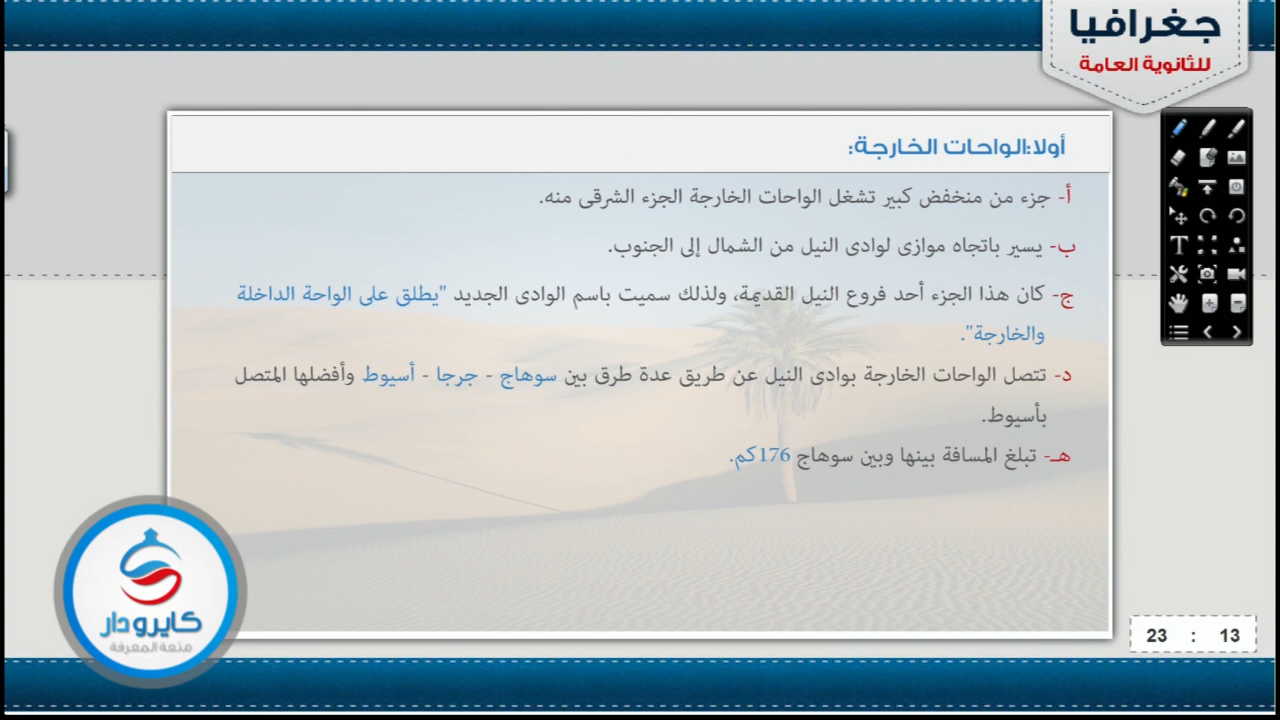 جغرافيا
للثانوية العامة
أولا:الواحات الخارجة:
أ- جزء من منخفض كبير تشغل الواحات الخارجة الجزء الشرقى منه.
ب- يسير باتجاه موازى لوادى النيل من الشمال إلى الجنوب.
ج- كان هذا الجزء أحد فروع النيل القديمة، ولذلك سميت باسم الوادى الجديد "يطلق على الواحة الداخلة
والخارجة".
د- تتصل الواحات الخارجة بوادى النيل عن طريق عدة طرق بين سوهاج - جرجا - أسيوط وأفضلها المتصل
بأسيوط.
هـ- تبلغ المسافة بينها وبين سوهاج 176كم.
كايرودار
متعة المعرفة
23 : 13